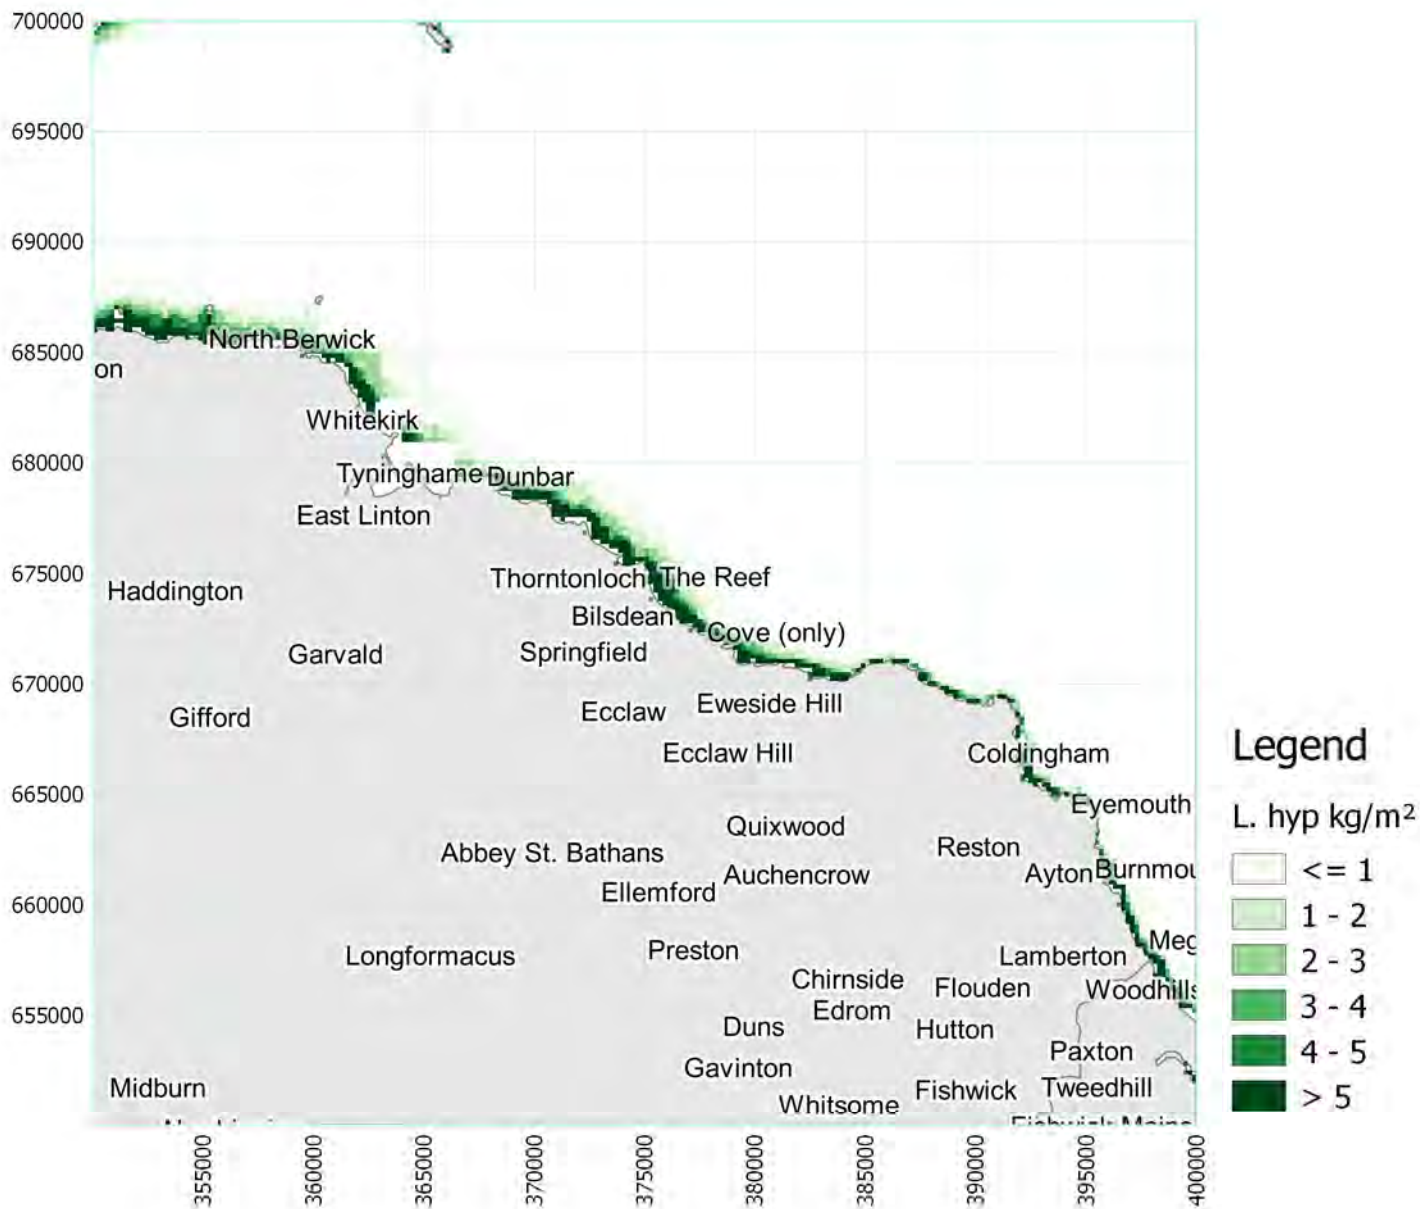 700000
695000
690000
685000
680000
675000
670000
665000
660000
655000
North Berwick
on
Whitekirk
Tyninghame
Dunbar
East Linton
Thorntonloch
The Reef
Haddington
Bilsdean
Cove (only)
Garvald
Springfield
Gifford
Ecclaw
Eweside Hill
Ecclaw Hill
Coldingham
Eyemouth
Quixwood
Abbey St. Bathans
Reston
Auchencrow
Ayton
Burnmou
Ellemford
Longformacus
Preston
Meg
Lamberton
Chirnside
Flouden
Woodhills
Edrom
Duns
Hutton
Paxton
Gavinton
Midburn
Fishwick
Tweedhill
Whitsome
355000
360000
365000
370000
375000
380000
385000
390000
395000
400000
Legend
L. hyp kg/m²
<= 1
1 - 2
2 - 3
3 - 4
4 - 5
> 5